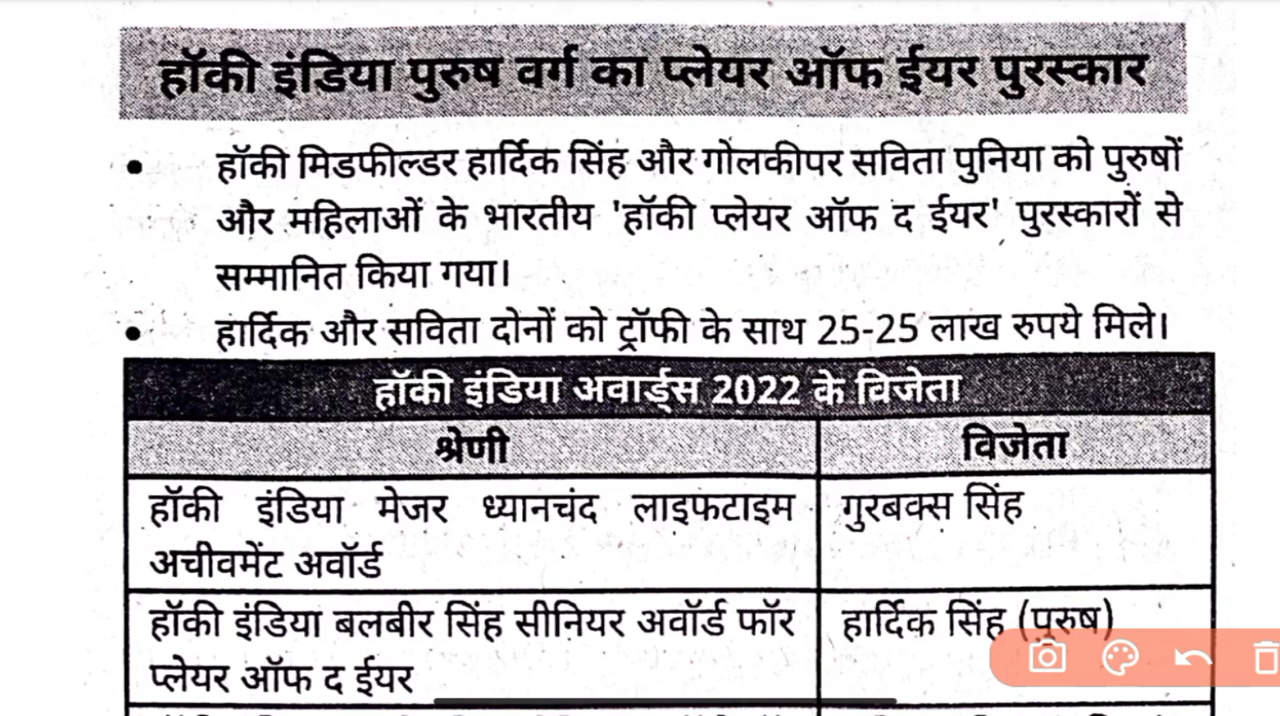 हॉकी इंडिया पुरुष वर्ग का प्लेयर ऑफ ईयर पुरस्कार
• हॉकी मिडफील्डर हार्दिक सिंह और गोलकीपर सविता पुनिया को पुरुषों
और महिलाओं के भारतीय 'हॉकी प्लेयर ऑफ द ईयर' पुरस्कारों से
सम्मानित किया गया।
• हार्दिक और सविता दोनों को ट्रॉफी के साथ 25-25 लाख रुपये मिले।
हॉकी इंडिया अवार्ड्स 2022 के विजेता
श्रेणी विजेता
हॉकी इंडिया मेजर ध्यानचंद लाइफटाइम गुरबक्स सिंह
अचीवमेंट अवॉर्ड
हॉकी इंडिया बलबीर सिंह सीनियर अवॉर्ड फॉर हार्दिक सिंह (पुरुष)
प्लेयर ऑफ द ईयर